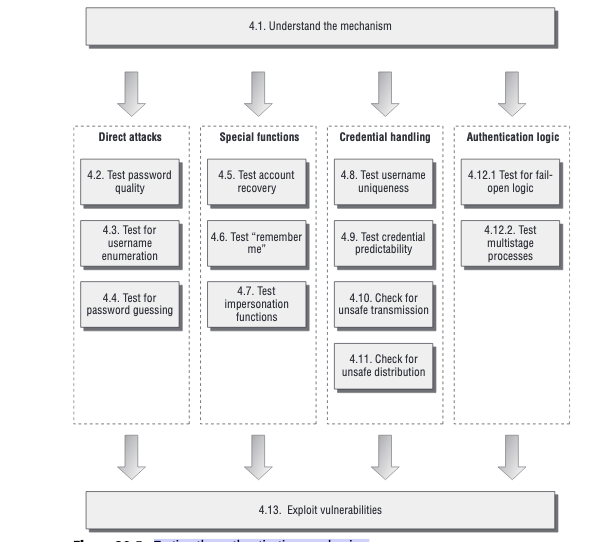 4.1. Understand the mechanism
Direct attacks
4.2. Test password
quality
4.3. Test for
username
enumeration
4.4. Test for
password guessing
Special functions
4.5. Test account
recovery
4.6. Test “remember
me”
4.7. Test
impersonation
functions
Credential handling
4.8. Test username
uniqueness
4.9. Test credential
predictability
4.10. Check for
unsafe transmission
4.11. Check for
unsafe distribution
Authentication logic
4.12.1 Test for fail-
open logic
4.12.2. Test
multistage
processes
4.13. Exploit vulnerabilities